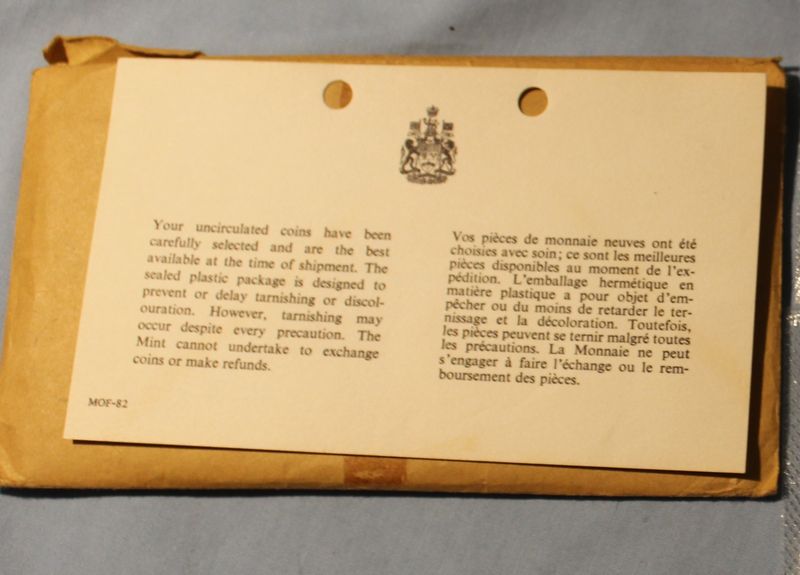 Your uncirculated coins have been
carefully selected and are the best
available at the time of shipment. The
sealed plastic package is designed to
prevent or delay tarnishing or discol-
ouration. However, tarnishing may
occur despite every precaution. The
Mint cannot undertake to exchange
coins or make refunds.
MOF-82
Vos pièces de monnaie neuves ont été
choisies avec soin; ce sont les meilleures
pièces disponibles au moment de l'ex-
pédition. L'emballage hermétique en
matière plastique a pour objet d'em-
pêcher ou du moins de retarder le ter-
nissage et la décoloration. Toutefois,
les pièces peuvent se ternir malgré toutes
les précautions. La Monnaie ne peut
s'engager à faire l'échange ou le rem-
boursement des pièces.